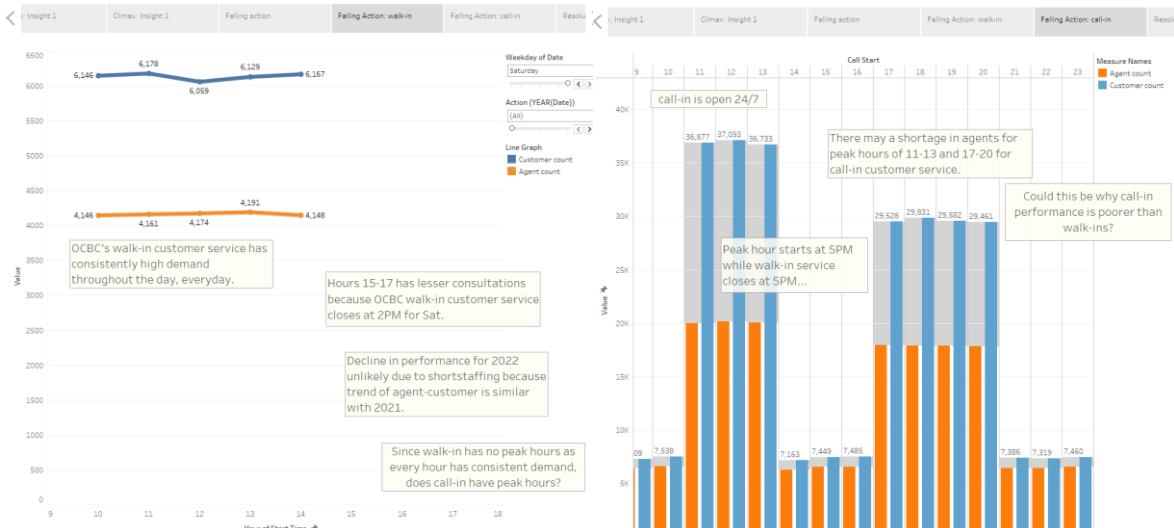 : Insight 1
Climax: Insight 1
Falling action
Falling Action: walk-in
Falling Action: call-in
Resolu
6500
6000
5500
5000
4500
4000
3500
3000
2500
2000
1500
1000
500
0
Value
6,146
6,178
6,059
6,129
6,167
4,146
4,161
4,174
4,191
4,148
OCBC's walk-in customer service has
consistently high demand
throughout the day, everyday.
Hours 15-17 has lesser consultations
because OCBC walk-in customer service
closes at 2PM for Sat.
Decline in performance for 2022
unlikely due to shortstaffing because
trend of agent-customer is similar
with 2021.
Since walk-in has no peak hours as
every hour has consistent demand,
does call-in have peak hours?
9 10 11 12 13 14 15 16 17 18
Hour of Start Time
Weekday of Date
Saturday
Action (YEAR(Date))
(All)
Line Graph
Customer count
Agent count
: Insight 1
Climax: Insight 1
Falling action
Falling Action: walk-in
Falling Action: call-in
Resol
Call Start
9 10 11 12 13 14 15 16 17 18 19 20 21 22 23
40K
35K
30K
25K
20K
15K
10K
5K
Value
call-in is open 24/7
There may a shortage in agents for
peak hours of 11-13 and 17-20 for
call-in customer service.
Could this be why call-in
performance is poorer than
walk-ins?
Peak hour starts at 5PM
while walk-in service
closes at 5PM...
09
7,538
36,877
37,093
36,733
7,163
7,449
7,485
29,528
29,831
29,582
29,461
7,386
7,319
7,460
Measure Names
Agent count
Customer count